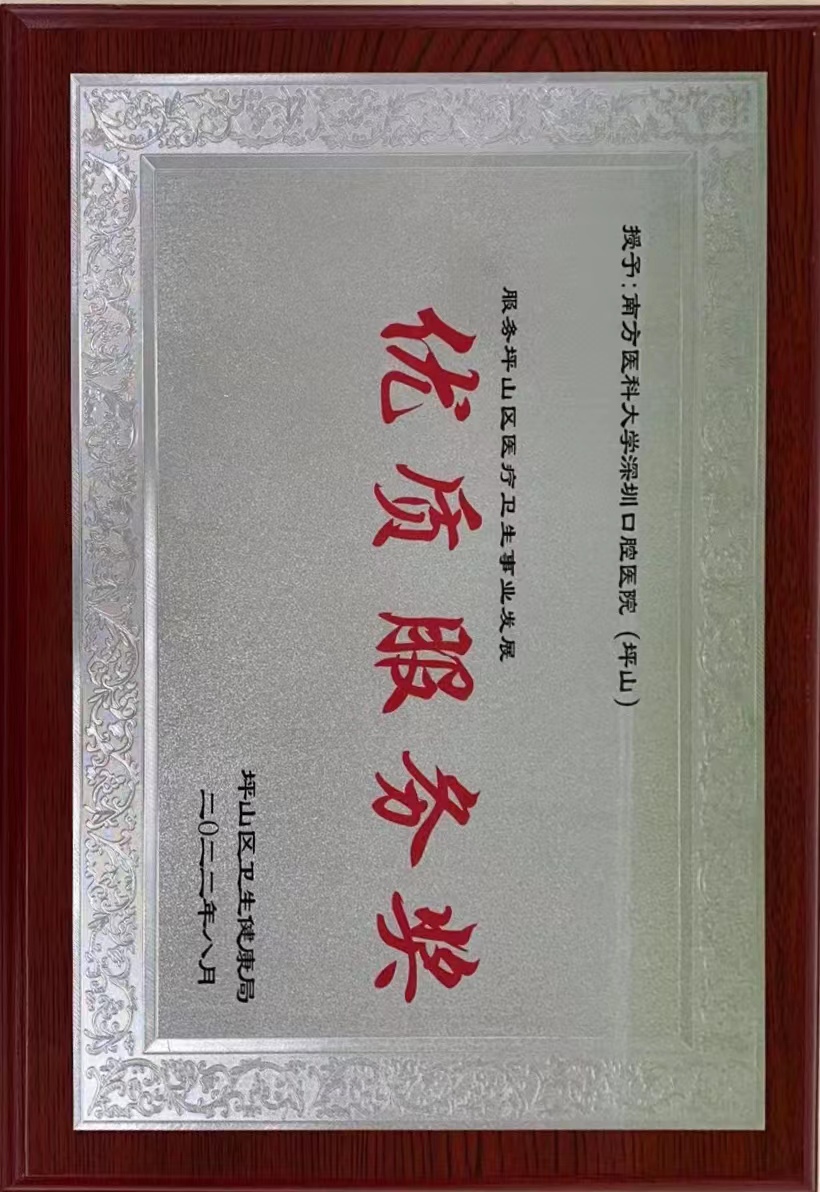 授予：南方医科大学深圳口腔医院（坪山）
服务坪山区医疗卫生事业发展
优质服务奖
坪山区卫生健康局
二〇二二年八月